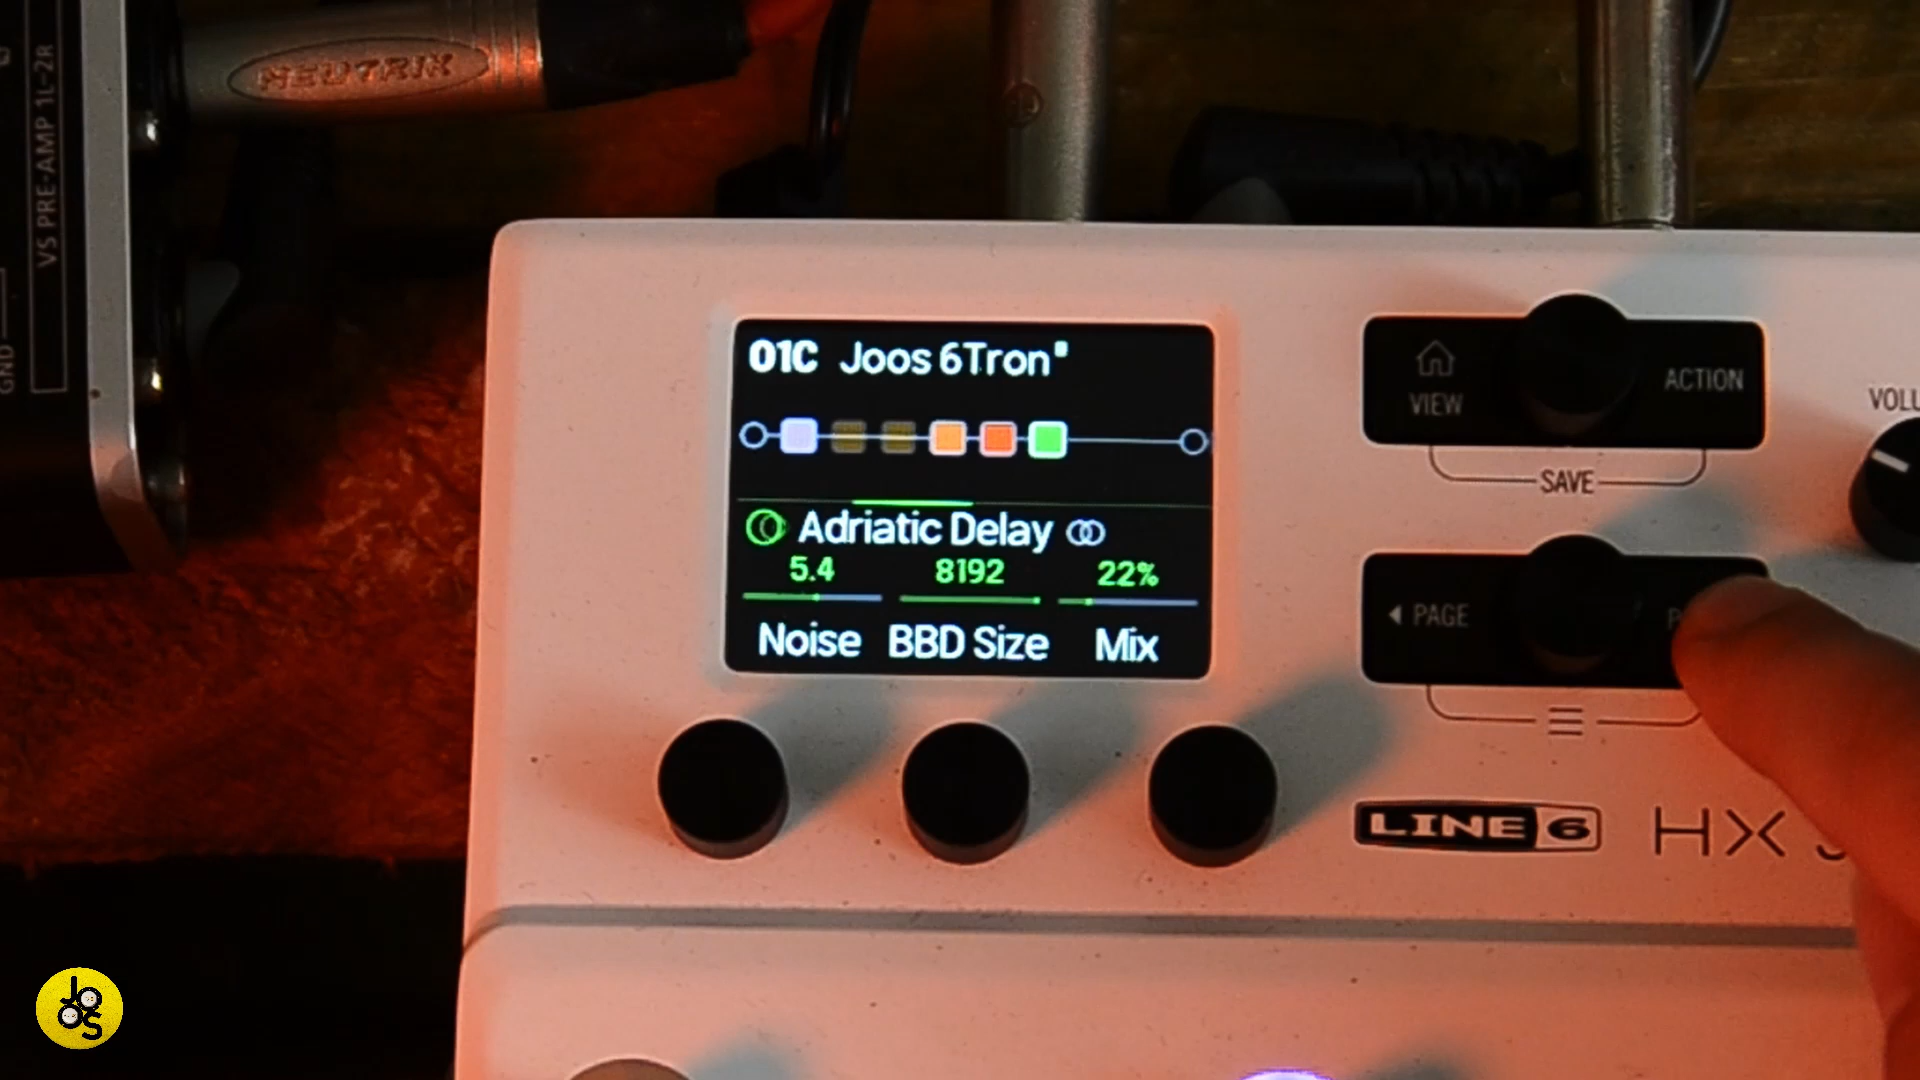 NEUTRIK
VS PRE-AMP 1L-2R
GND
01C Joos 6Tron
VIEW
ACTION
SAVE
Adriatic Delay
5.4 8192 22%
Noise BBD Size Mix
PAGE
LINE 6 HX
JOOS